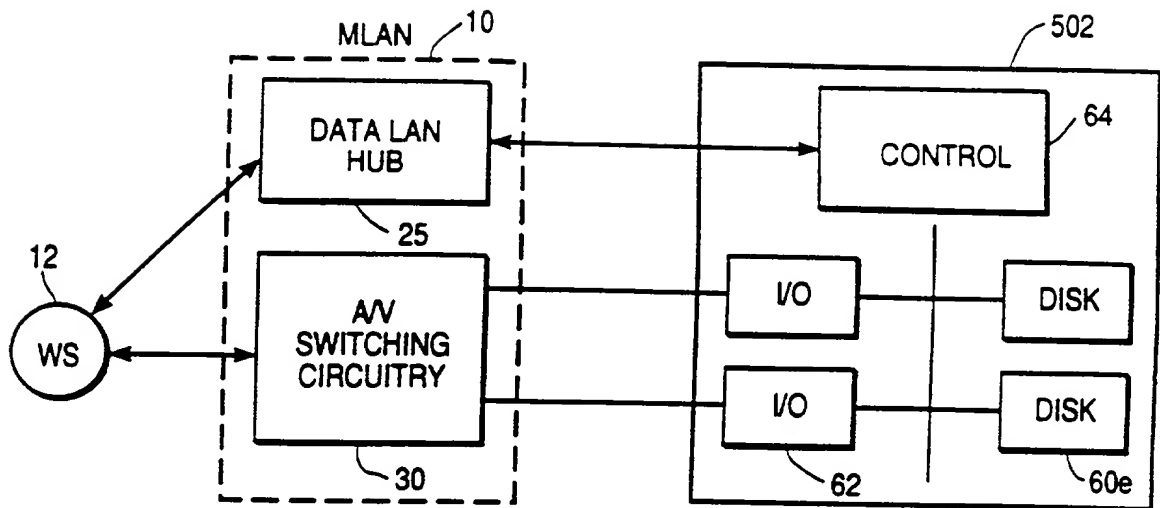 MLAN
10
502
DATA LAN
HUB
25
CONTROL
64
12
WS
A/V
SWITCHING
CIRCUITRY
30
I/O
DISK
I/O
62
DISK
60e